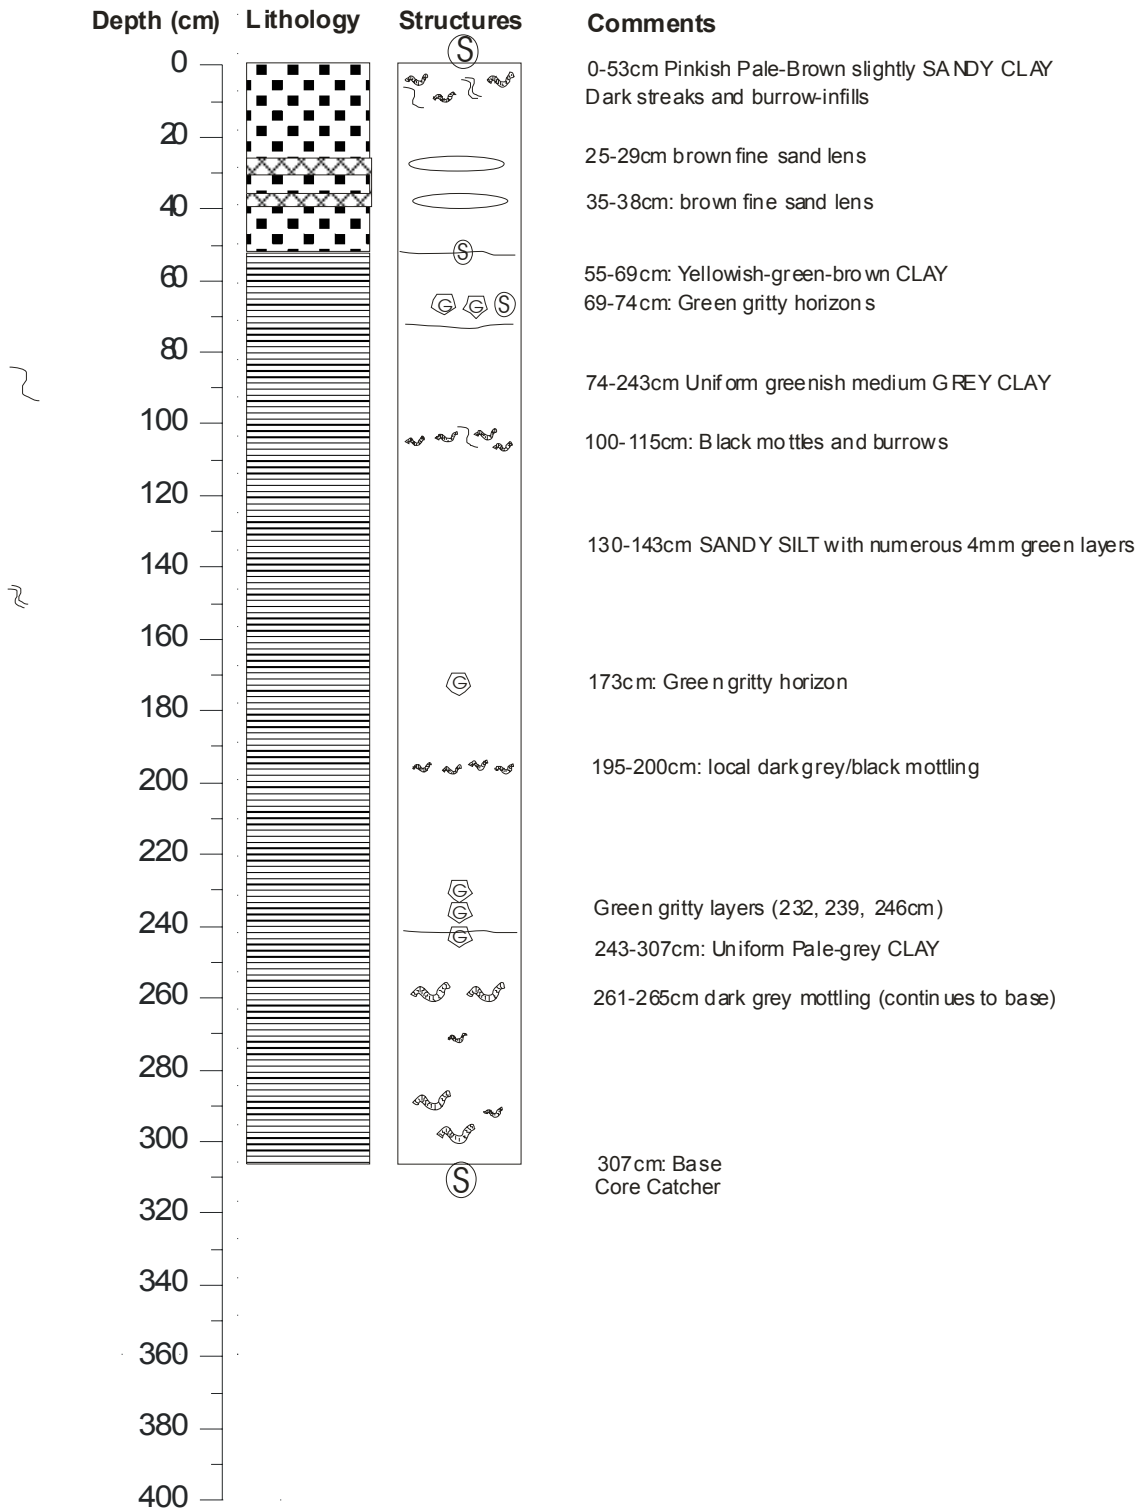 Depth (cm) Lithology Structures Comments
S
0
0-53cm Pinkish Pale-Brown slightly SANDY CLAY
Dark streaks and burrow-infills
20
25-29cm brown fine sand lens
40
35-38cm: brown fine sand lens
S
60
55-69cm: Yellowish-green-brown CLAY
G G S
69-74cm: Green gritty horizons
80
74-243cm Uniform greenish medium GREY CLAY
100
100-115cm: Black mottles and burrows
120
130-143cm SANDY SILT with numerous 4mm green layers
140
160
G
173cm: Green gritty horizon
180
195-200cm: local dark grey/black mottling
200
220
G
G
Green gritty layers (232, 239, 246cm)
240
G
243-307cm: Uniform Pale-grey CLAY
260
261-265cm dark grey mottling (continues to base)
280
300
307cm: Base
S
Core Catcher
320
340
360
380
400